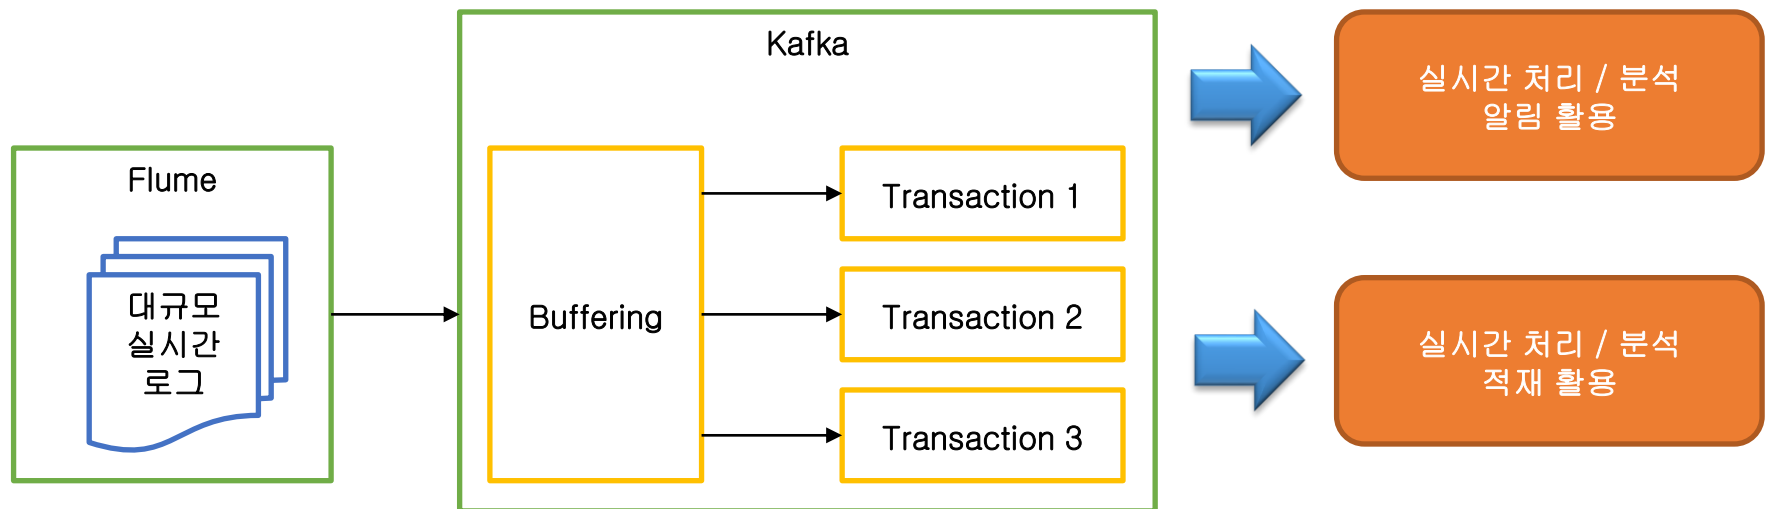 Flume
대규모
실시간
로그
Kafka
Buffering
Transaction 1
Transaction 2
Transaction 3
실시간 처리 / 분석
알림 활용
실시간 처리 / 분석
적재 활용